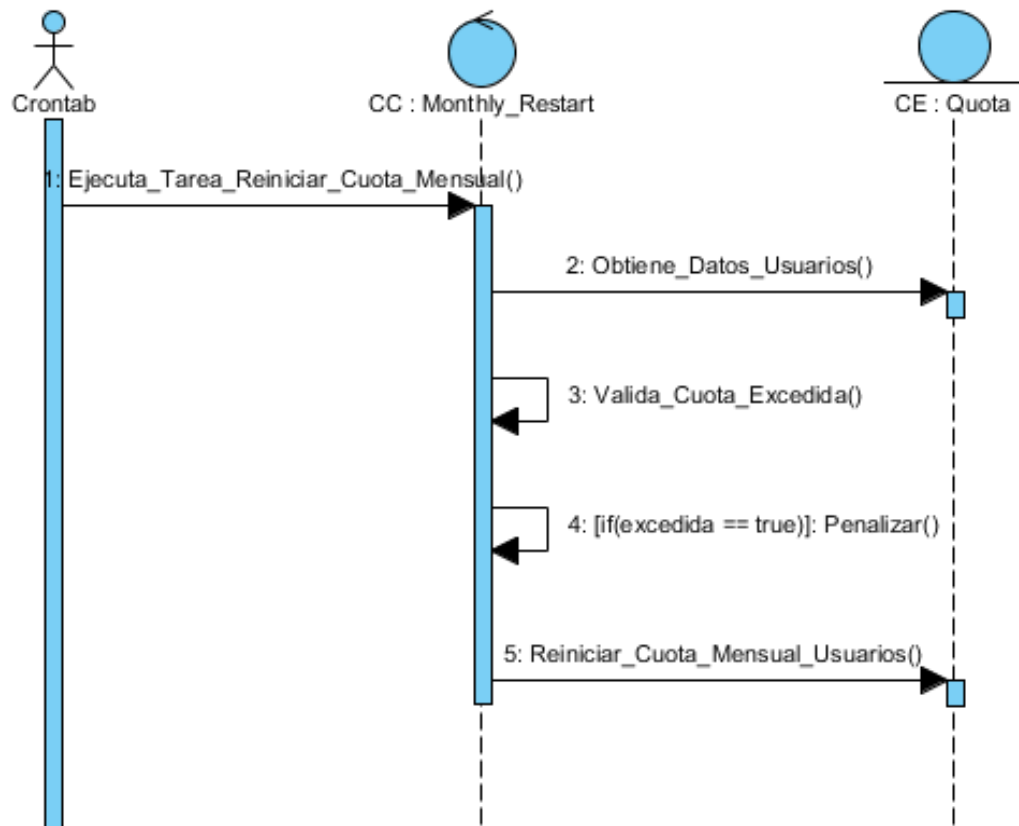 Crontab
CC : Monthly_Restart
CE : Quota
1: Ejecuta_Tarea_Reiniciar_Cuota_Mensual()
2: Obtiene_Datos_Usuarios()
3: Valida_Cuota_Excedida()
4: [if(excedida == true)]: Penalizar()
5: Reiniciar_Cuota_Mensual_Usuarios()